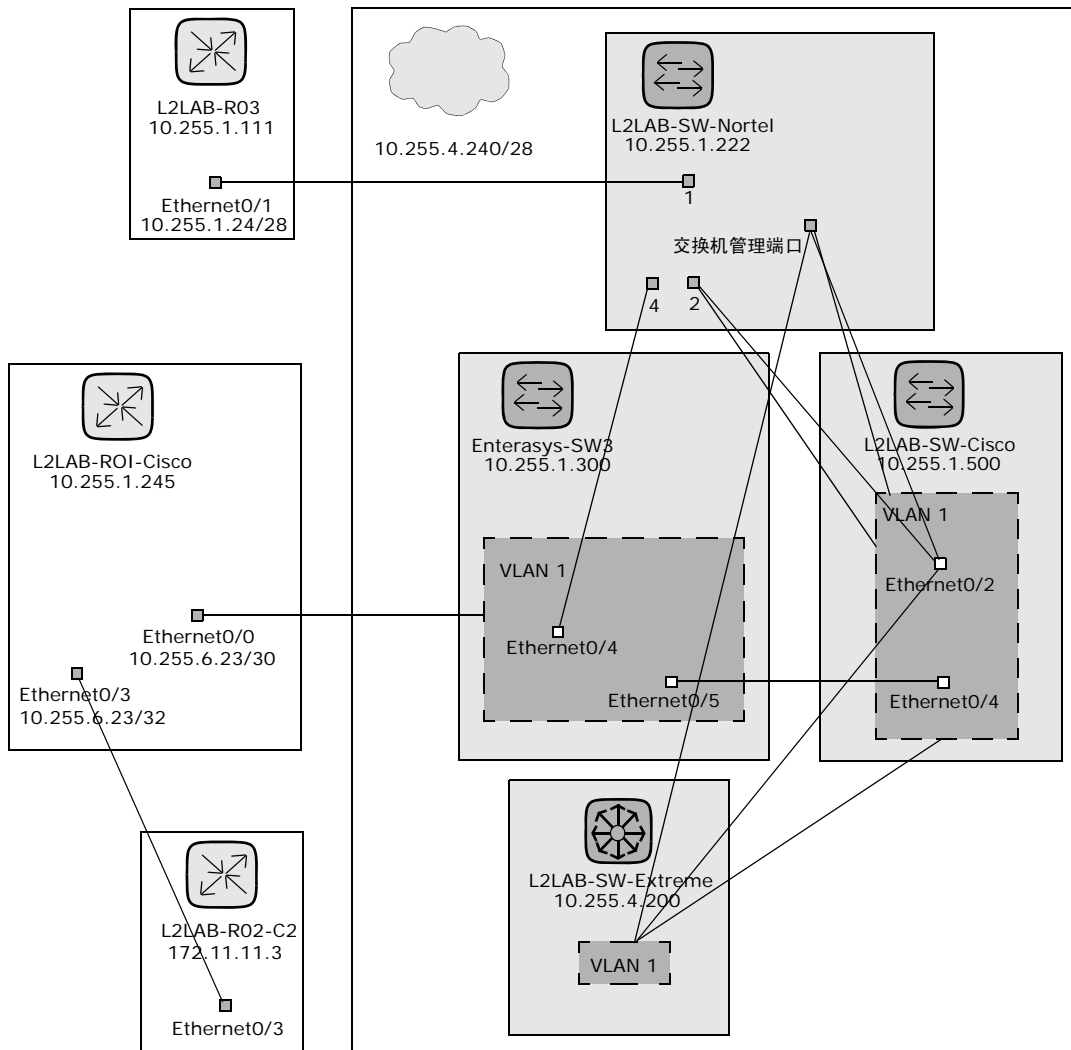 L2LAB-R03
10.255.1.111
Ethernet0/1
10.255.1.24/28
10.255.4.240/28
L2LAB-SW-Nortel
10.255.1.222
1
交换机管理端口
4
2
L2LAB-ROI-Cisco
10.255.1.245
Ethernet0/0
10.255.6.23/30
Ethernet0/3
10.255.6.23/32
Enterasys-SW3
10.255.1.300
VLAN 1
Ethernet0/4
Ethernet0/5
L2LAB-SW-Cisco
10.255.1.500
VLAN 1
Ethernet0/2
Ethernet0/4
L2LAB-SW-Extreme
10.255.4.200
VLAN 1
L2LAB-R02-C2
172.11.11.3
Ethernet0/3